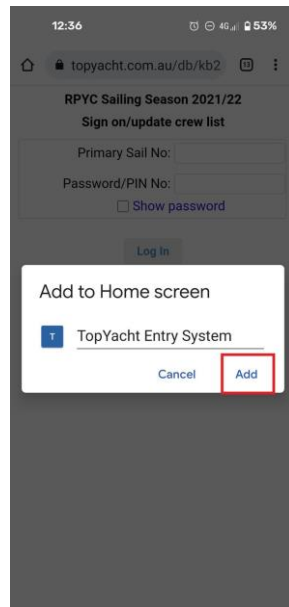 12:36 4G 53%
topyacht.com.au/db/kb2
RPYC Sailing Season 2021/22
Sign on/update crew list
Primary Sail No:
Password/PIN No:
Show password
Log In
Add to Home screen
T TopYacht Entry System
Cancel Add